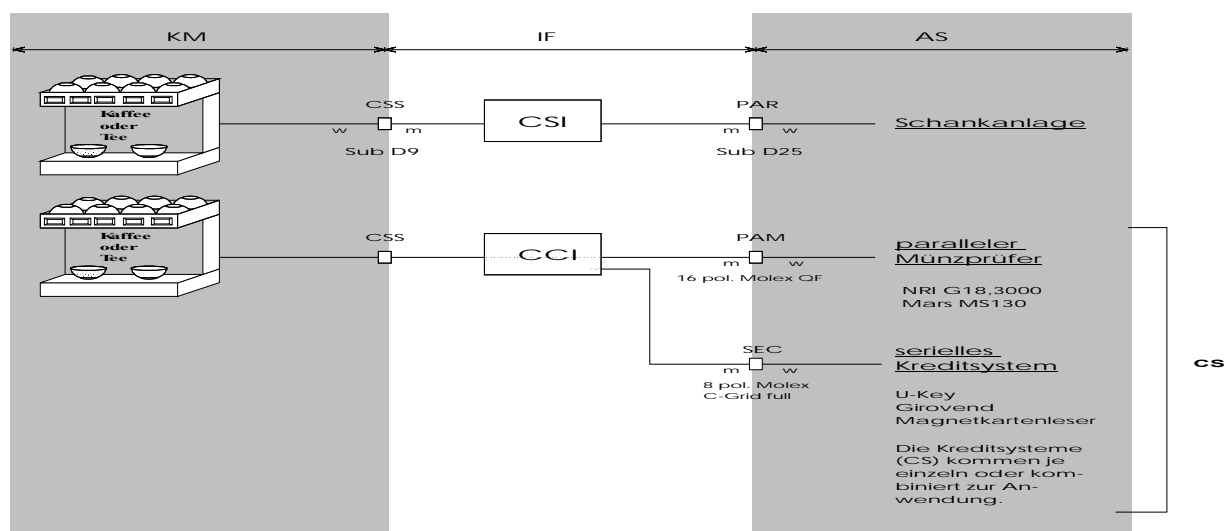 KM
IF
AS
Kaffee
oder
Tee
CSS
w
m
Sub D9
CSI
PAR
m
w
Sub D25
Schankanlage
Kaffee
oder
Tee
CSS
CCI
PAM
m
w
16 pol. Molex QF
paralleler
Münzprüfer
NRI G18,3000
Mars MS130
SEC
m
w
8 pol. Molex
C-Grid full
serielles
Kreditsystem
U-Key
Girovend
Magnetkartenleser
Die Kreditsysteme
(CS) kommen je
einzeln oder kom-
biniert zur An-
wendung.
CS